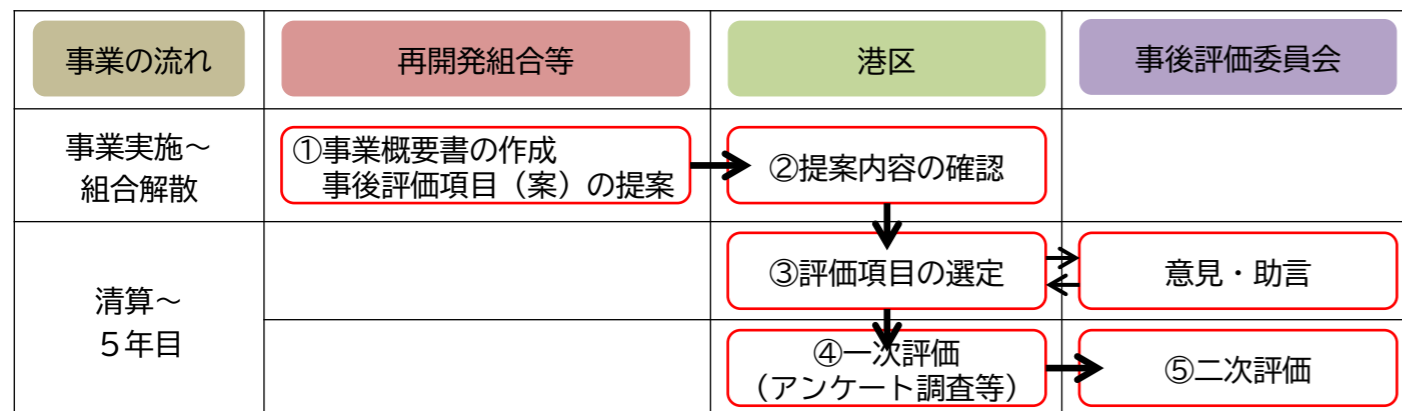 事業の流れ
再開発組合等
港区
事後評価委員会
事業実施～
組合解散
①事業概要書の作成
事後評価項目（案）の提案
②提案内容の確認
清算～
５年目
③評価項目の選定
意見・助言
④一次評価
（アンケート調査等）
⑤二次評価